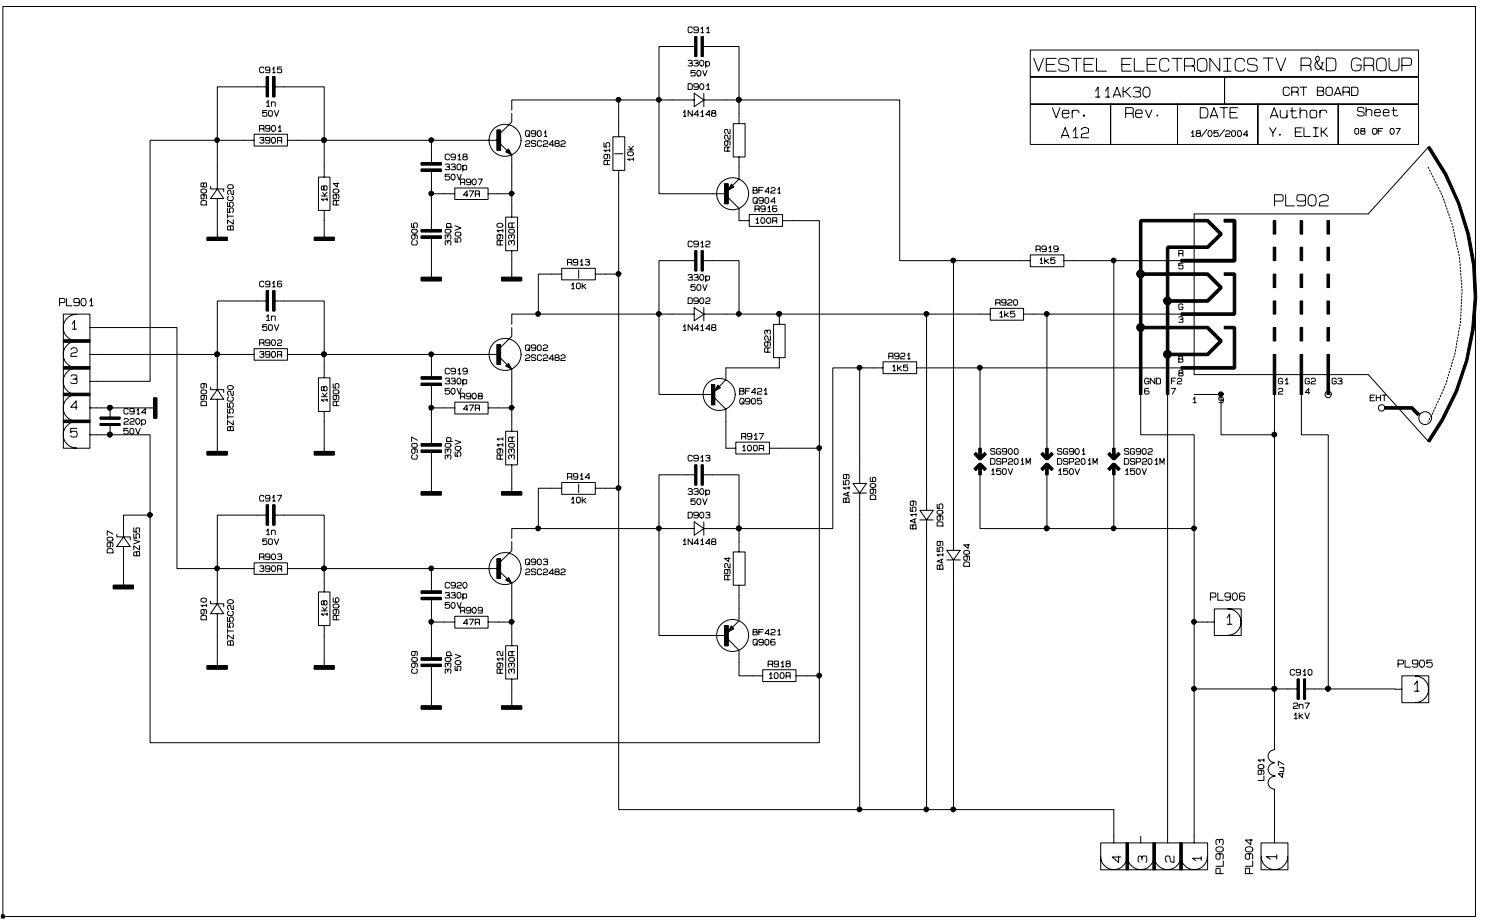 VESTEL ELECTRONICS TV R&D GROUP
11AK30 CRT BOARD
Ver. Rev. DATE Author Sheet
A12 18/05/2004 Y. ELIK 08 OF 07
C915
1n
50V
R901
390R
D908
BZT55C20
1k8
R904
C918
330p
50V
R907
47R
C905
330p
50V
R910
330R
Q901
2SC2482
R915
10k
C911
330p
50V
D901
1N4148
R922
BF421
Q904
R916
100R
C916
1n
50V
R902
390R
D909
BZT55C20
1k8
R905
C919
330p
50V
R908
47R
C907
330p
50V
R911
330R
Q902
2SC2482
R913
10k
C912
330p
50V
D902
1N4148
R923
BF421
Q905
R917
100R
C917
1n
50V
R903
390R
D910
BZT55C20
1k8
R906
C920
330p
50V
R909
47R
C909
330p
50V
R912
330R
Q903
2SC2482
R914
10k
C913
330p
50V
D903
1N4148
R924
BF421
Q906
R918
100R
PL901
1
2
3
4
5
C914
220p
50V
D907
BZV55
R919
1k5
R920
1k5
R921
1k5
BA159
D906
BA159
D905
BA159
D904
SG900
DSP201M
150V
SG901
DSP201M
150V
SG902
DSP201M
150V
PL902
R
5
G
3
B
8
GND
6
F2
7
1
9
G1
2
G2
4
G3
EHT
PL906
1
PL905
1
C910
2n7
1kV
L901
4u7
4 3 2 1
PL903
PL904
1